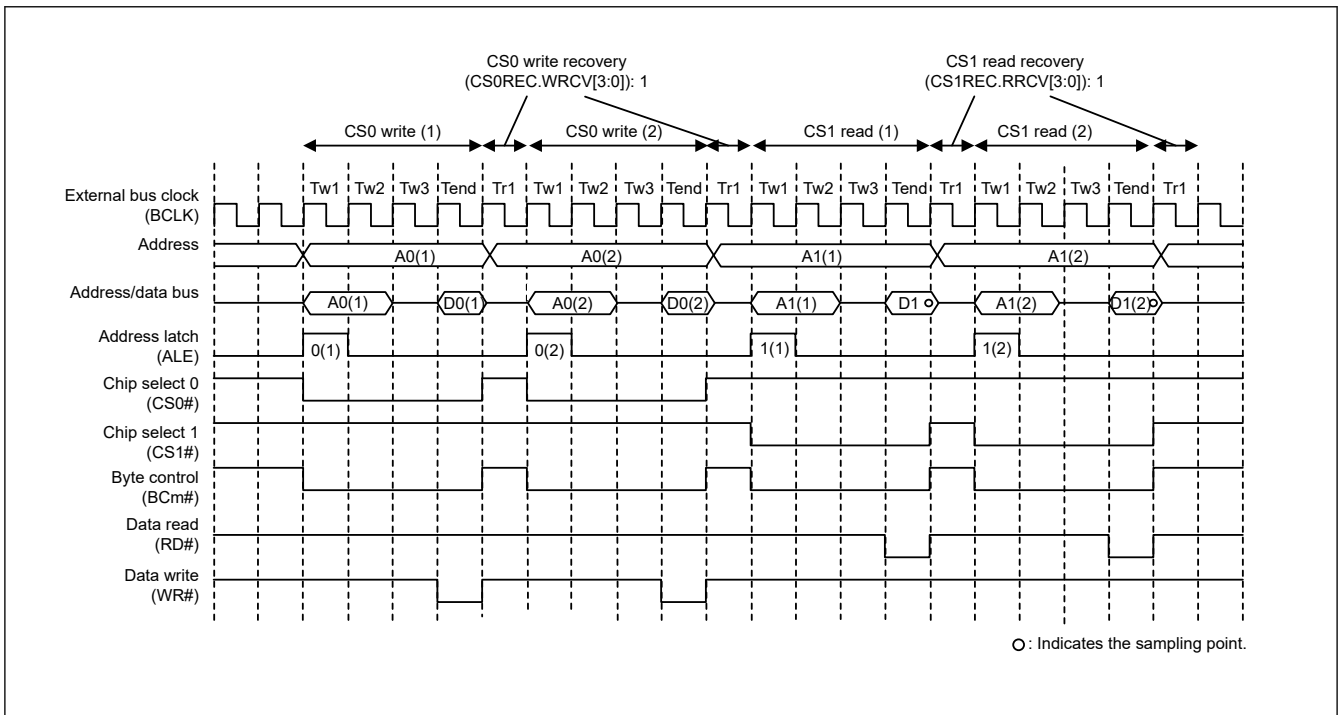 CS0 write recovery
(CS0REC.WRCV[3:0]): 1
CS1 read recovery
(CS1REC.RRCV[3:0]): 1
CS0 write (1)
CS0 write (2)
CS1 read (1)
CS1 read (2)
Tw1 Tw2 Tw3 Tend Tr1 Tw1 Tw2 Tw3 Tend Tr1 Tw1 Tw2 Tw3 Tend Tr1 Tw1 Tw2 Tw3 Tend Tr1
External bus clock
(BCLK)
Address
A0(1) A0(2) A1(1) A1(2)
Address/data bus
A0(1) D0(1) A0(2) D0(2) A1(1) D1 A1(2) D1(2)
Address latch
(ALE)
0(1) 0(2) 1(1) 1(2)
Chip select 0
(CS0#)
Chip select 1
(CS1#)
Byte control
(BCm#)
Data read
(RD#)
Data write
(WR#)
: Indicates the sampling point.